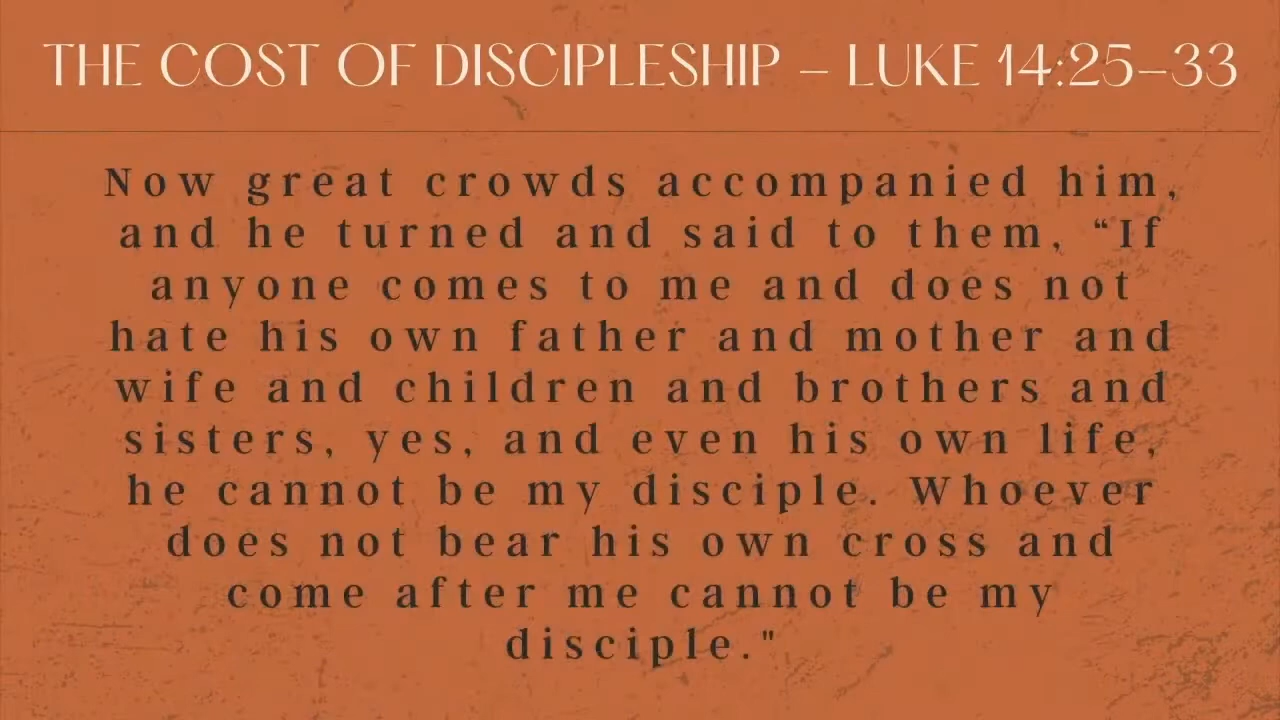 THE COST OF DISCIPLESHIP – LUKE 14:25–33
Now great crowds accompanied him,
and he turned and said to them, “If
anyone comes to me and does not
hate his own father and mother and
wife and children and brothers and
sisters, yes, and even his own life,
he cannot be my disciple. Whoever
does not bear his own cross and
come after me cannot be my
disciple."